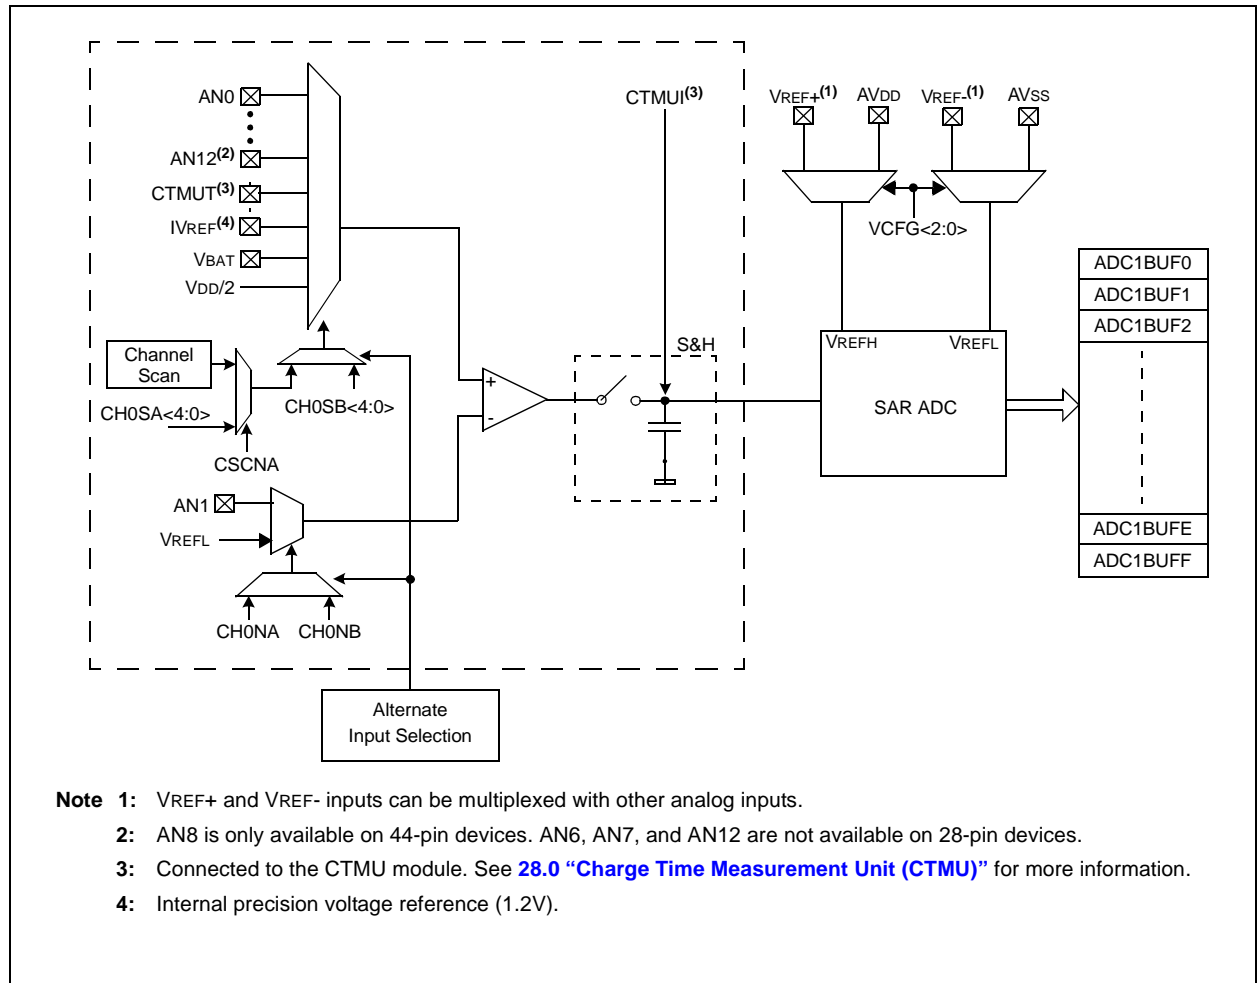 AN0
AN12(2)
CTMUT(3)
IVREF(4)
VBAT
VDD/2
Channel
Scan
CH0SA<4:0>
CSCNA
CH0SB<4:0>
AN1
VREFL
CH0NA
CH0NB
Alternate
Input Selection
+
-
CTMUI(3)
S&H
VREF+(1)
AVDD
VREF-(1)
AVSS
VCFG<2:0>
VREFH
VREFL
SAR ADC
ADC1BUF0
ADC1BUF1
ADC1BUF2
ADC1BUFE
ADC1BUFF
Note 1: VREF+ and VREF- inputs can be multiplexed with other analog inputs.
2: AN8 is only available on 44-pin devices. AN6, AN7, and AN12 are not available on 28-pin devices.
3: Connected to the CTMU module. See 28.0 “Charge Time Measurement Unit (CTMU)” for more information.
4: Internal precision voltage reference (1.2V).